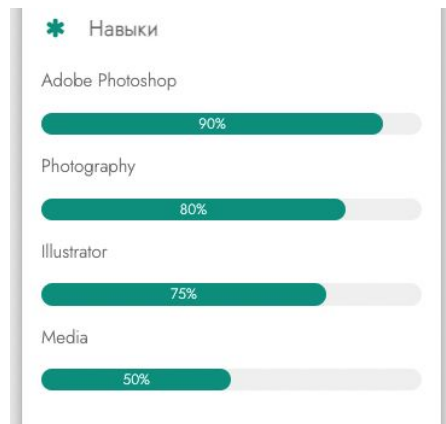 Навыки
Adobe Photoshop
90%
Photography
80%
Illustrator
75%
Media
50%